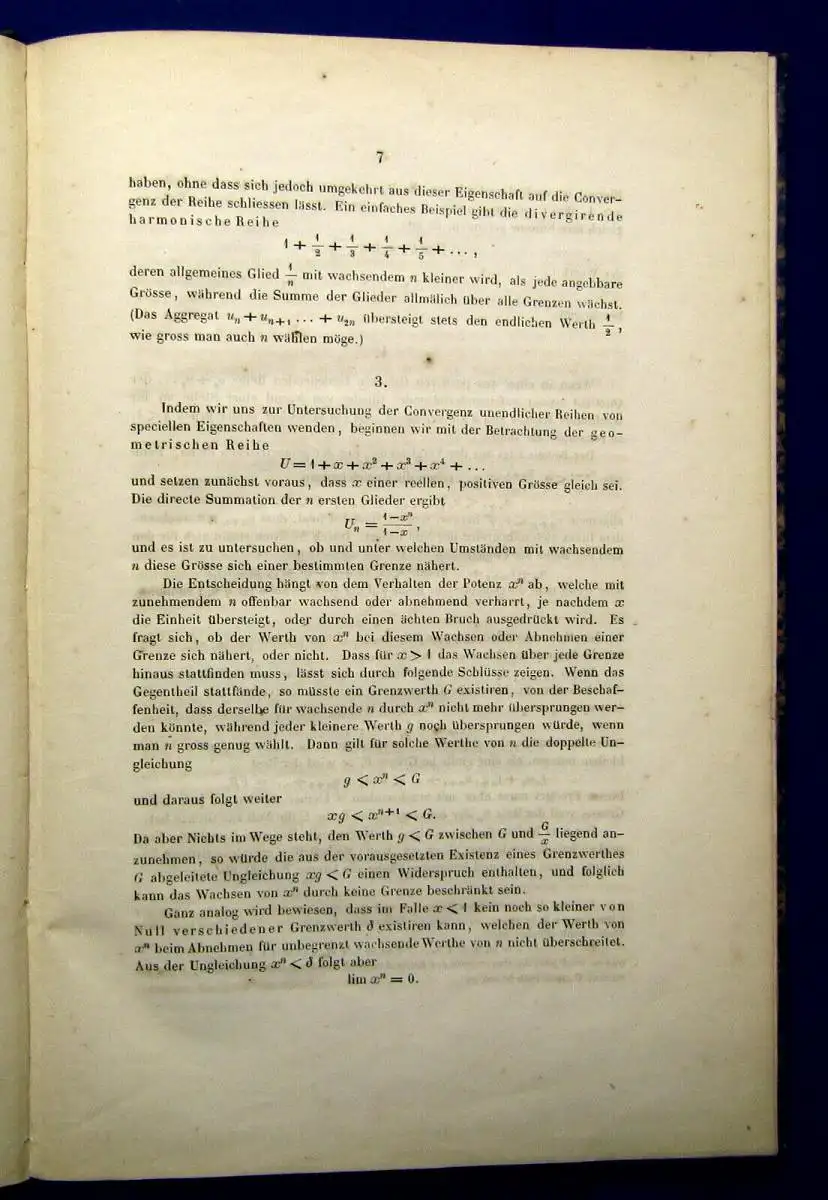 7
haben, ohne dass sich jedoch umgekehrt aus dieser Eigenschaft auf die Conver-
genz der Reihe schliessen lässt. Ein einfaches Beispiel gibt die divergirende
harmonische Reihe
1 + 1/2 + 1/3 + 1/4 + 1/5 + ...,
deren allgemeines Glied 1/n mit wachsendem n kleiner wird, als jede angebbare
Grösse, während die Summe der Glieder allmälich über alle Grenzen wächst.
(Das Aggregat uₙ + uₙ₊₁ ... + u₂ₙ übersteigt stets den endlichen Werth 1/2,
wie gross man auch n wählen möge.)
3.
Indem wir uns zur Untersuchung der Convergenz unendlicher Reihen von
speciellen Eigenschaften wenden, beginnen wir mit der Betrachtung der geo-
metrischen Reihe
U = 1 + x + x² + x³ + x⁴ + ...
und setzen zunächst voraus, dass x einer reellen, positiven Grösse gleich sei.
Die directe Summation der n ersten Glieder ergibt
Uₙ = (1−xⁿ)/(1−x),
und es ist zu untersuchen, ob und unter welchen Umständen mit wachsendem
n diese Grösse sich einer bestimmten Grenze nähert.
Die Entscheidung hängt von dem Verhalten der Potenz xⁿ ab, welche mit
zunehmendem n offenbar wachsend oder abnehmend verharrt, je nachdem x
die Einheit übersteigt, oder durch einen ächten Bruch ausgedrückt wird. Es
fragt sich, ob der Werth von xⁿ bei diesem Wachsen oder Abnehmen einer
Grenze sich nähert, oder nicht. Dass für x > 1 das Wachsen über jede Grenze
hinaus stattfinden muss, lässt sich durch folgende Schlüsse zeigen. Wenn das
Gegentheil stattfände, so müsste ein Grenzwerth G existiren, von der Beschaf-
fenheit, dass derselbe für wachsende n durch xⁿ nicht mehr übersprungen wer-
den könnte, während jeder kleinere Werth g noch übersprungen würde, wenn
man n gross genug wählt. Dann gilt für solche Werthe von n die doppelte Un-
gleichung
g < xⁿ < G
und daraus folgt weiter
xg < xⁿ⁺¹ < G.
Da aber Nichts im Wege steht, den Werth g < G zwischen G und G/x liegend an-
zunehmen, so würde die aus der vorausgesetzten Existenz eines Grenzwerthes
G abgeleitete Ungleichung xg < G einen Widerspruch enthalten, und folglich
kann das Wachsen von xⁿ durch keine Grenze beschränkt sein.
Ganz analog wird bewiesen, dass im Falle x < 1 kein noch so kleiner von
Null verschiedener Grenzwerth δ existiren kann, welchen der Werth von
xⁿ beim Abnehmen für unbegrenzt wachsende Werthe von n nicht überschreitet.
Aus der Ungleichung xⁿ < δ folgt aber
lim xⁿ = 0.